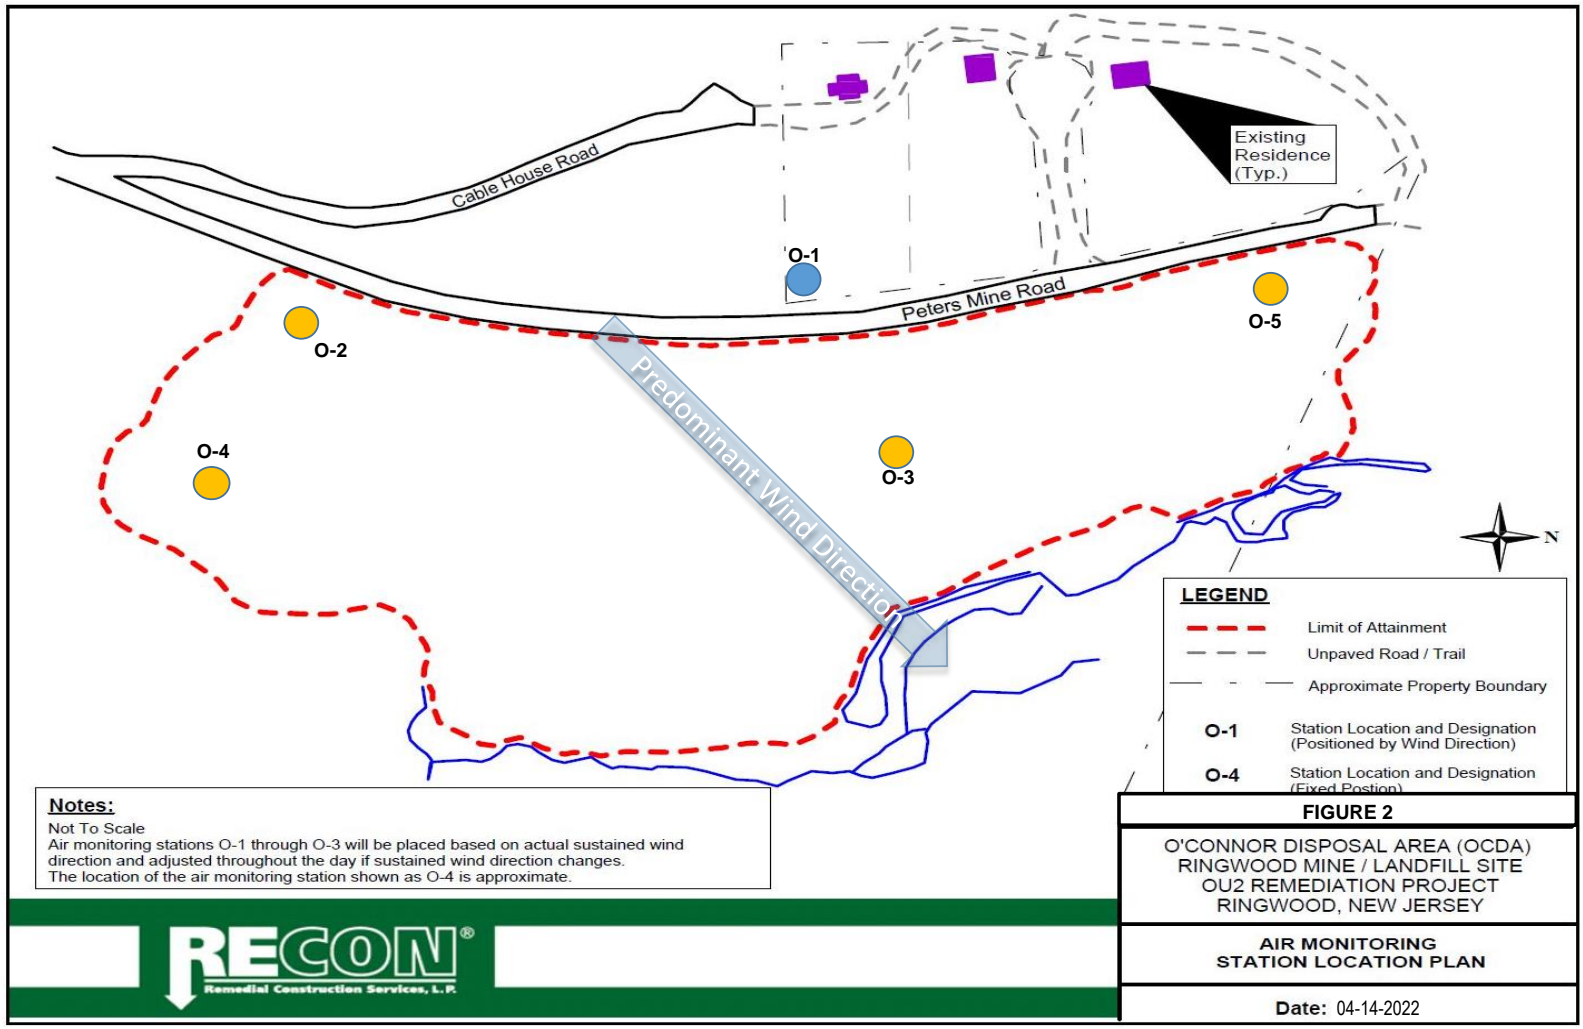 Cable House Road
Existing
Residence
(Typ.)
O-1
Peters Mine Road
O-5
O-2
Predominant Wind Direction
O-4
O-3
N
LEGEND
Limit of Attainment
Unpaved Road / Trail
Approximate Property Boundary
O-1
Station Location and Designation
(Positioned by Wind Direction)
O-4
Station Location and Designation
(Fixed Postion)
Notes:
Not To Scale
Air monitoring stations O-1 through O-3 will be placed based on actual sustained wind
direction and adjusted throughout the day if sustained wind direction changes.
The location of the air monitoring station shown as O-4 is approximate.
FIGURE 2
O'CONNOR DISPOSAL AREA (OCDA)
RINGWOOD MINE / LANDFILL SITE
OU2 REMEDIATION PROJECT
RINGWOOD, NEW JERSEY
AIR MONITORING
STATION LOCATION PLAN
Date: 04-14-2022
RECON®
Remedial Construction Services, L.P.